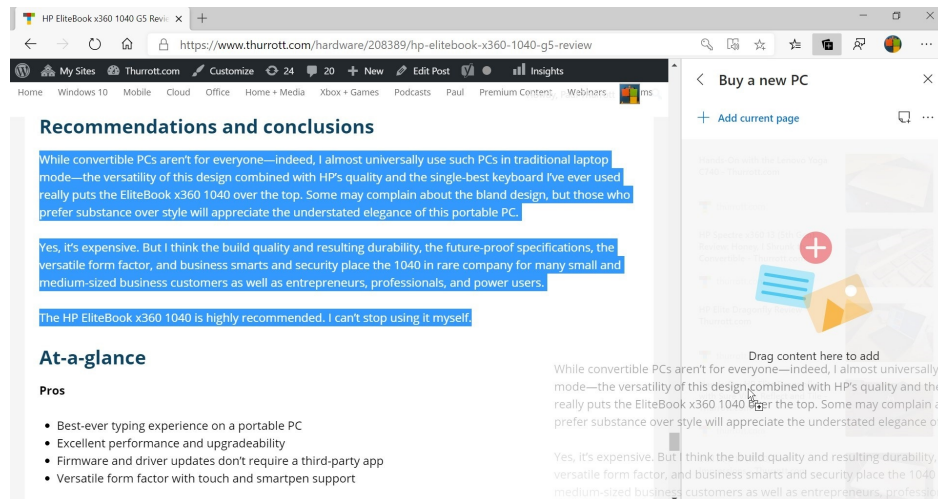 HP EliteBook x360 1040 G5 Revie
https://www.thurrott.com/hardware/208389/hp-elitebook-x360-1040-g5-review
My Sites Thurrott.com Customize 24 20 New Edit Post Insights
Home Windows 10 Mobile Cloud Office Home + Media Xbox + Games Podcasts Paul Premium Content Webinars ms
Buy a new PC
Add current page
Recommendations and conclusions
While convertible PCs aren't for everyone—indeed, I almost universally use such PCs in traditional laptop
mode—the versatility of this design combined with HP's quality and the single-best keyboard I've ever used
really puts the EliteBook x360 1040 over the top. Some may complain about the bland design, but those who
prefer substance over style will appreciate the understated elegance of this portable PC.
Yes, it's expensive. But I think the build quality and resulting durability, the future-proof specifications, the
versatile form factor, and business smarts and security place the 1040 in rare company for many small and
medium-sized business customers as well as entrepreneurs, professionals, and power users.
The HP EliteBook x360 1040 is highly recommended. I can't stop using it myself.
At-a-glance
Pros
Best-ever typing experience on a portable PC
Excellent performance and upgradeability
Firmware and driver updates don't require a third-party app
Versatile form factor with touch and smartpen support
Drag content here to add
While convertible PCs aren't for everyone—indeed, I almost universally
mode—the versatility of this design combined with HP's quality and the
really puts the EliteBook x360 1040 over the top. Some may complain a
prefer substance over style will appreciate the understated elegance o
Yes, it's expensive. But I think the build quality and resulting durability,
versatile form factor, and business smarts and security place the 1040
medium-sized business customers as well as entrepreneurs, professio